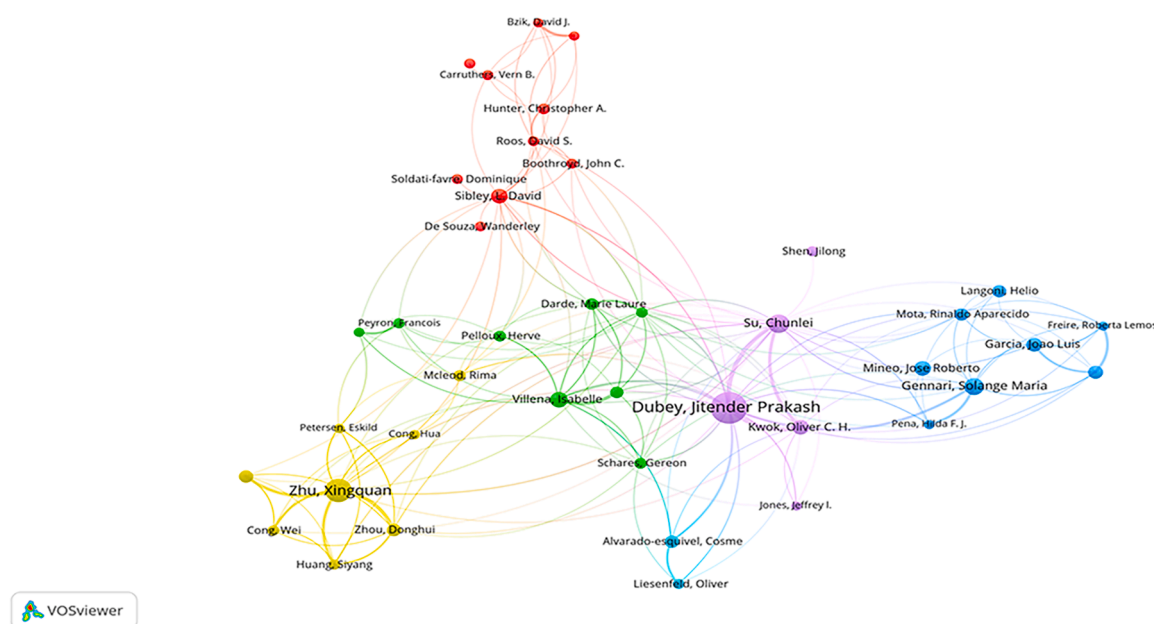 Bzik, David J.
Carruthers, Vern B.
Hunter, Christopher A.
Roos, David S.
Boothroyd, John C.
Soldati-favre, Dominique
Sibley, L. David
De Souza, Wanderley
Shen, Jilong
Langoni, Helio
Darde, Marie Laure
Mota, Rinaldo Aparecido
Peyron, Francois
Su, Chunlei
Freire, Roberta Lemos
Pelloux, Herve
Garcia, Joao Luis
Mcleod, Rima
Mineo, Jose Roberto
Gennari, Solange Maria
Villena, Isabelle
Dubey, Jitender Prakash
Pena, Hilda F. J.
Petersen, Eskild
Kwok, Oliver C. H.
Cong, Hua
Schares, Gereon
Zhu, Xingquan
Jones, Jeffrey l.
Cong, Wei
Zhou, Donghui
Alvarado-esquivel, Cosme
Huang, Siyang
Liesenfeld, Oliver
VOSviewer